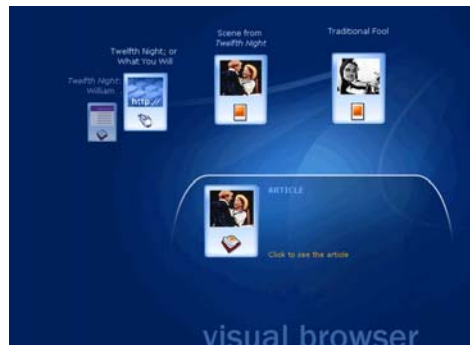 Scene from
Twelfth Night
Traditional Fool
Twelfth Night; or
What You Will
Twelfth Night:
William
http://
ARTICLE
Click to see the article
visual browser